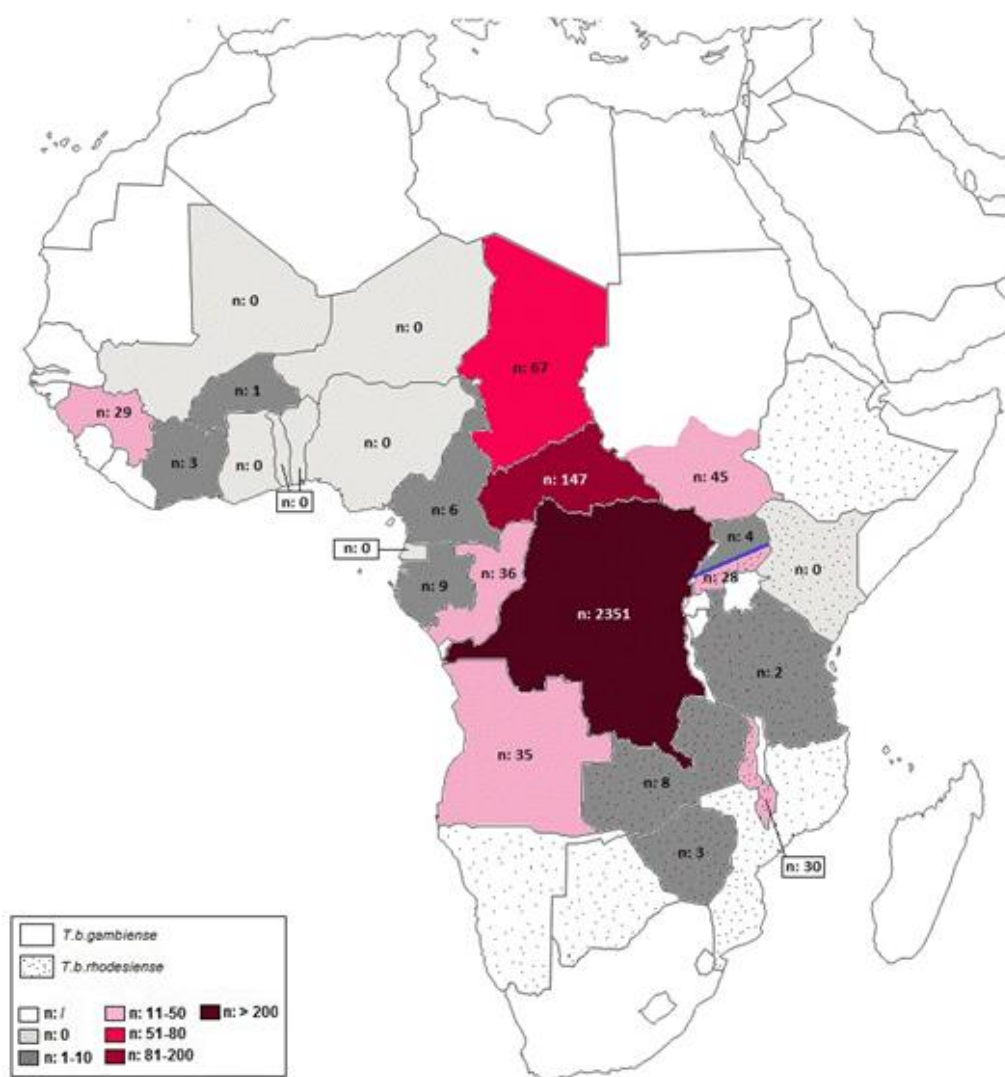 n: 0
n: 0
n: 67
n: 1
n: 29
n: 3
n: 0
n: 0
n: 0
n: 147
n: 45
n: 6
n: 4
n: 0
n: 36
n: 28
n: 0
n: 9
n: 2351
n: 2
n: 35
n: 8
n: 3
n: 30
T.b.gambiense
T.b.rhodesiense
n: /
n: 11-50
n: > 200
n: 0
n: 51-80
n: 1-10
n: 81-200